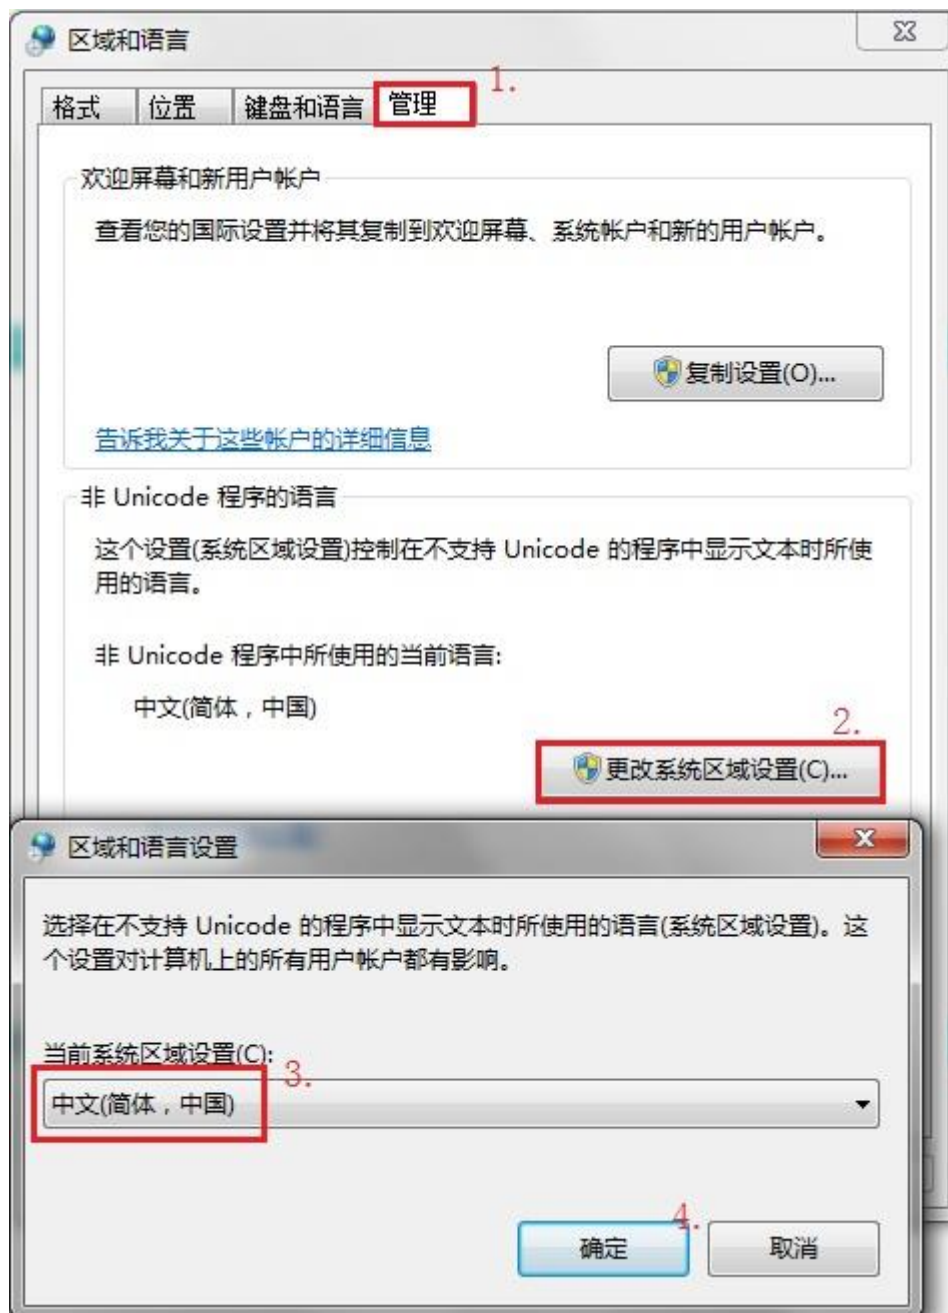 区域和语言
1.
格式 位置 键盘和语言 管理
欢迎屏幕和新用户帐户
查看您的国际设置并将其复制到欢迎屏幕、系统帐户和新的用户帐户。
复制设置(O)...
告诉我关于这些帐户的详细信息
非 Unicode 程序的语言
这个设置(系统区域设置)控制在不支持 Unicode 的程序中显示文本时所使
用的语言。
非 Unicode 程序中所使用的当前语言:
中文(简体，中国)
2.
更改系统区域设置(C)...
区域和语言设置
选择在不支持 Unicode 的程序中显示文本时所使用的语言(系统区域设置)。这
个设置对计算机上的所有用户帐户都有影响。
当前系统区域设置(C):
3.
中文(简体，中国)
4.
确定 取消